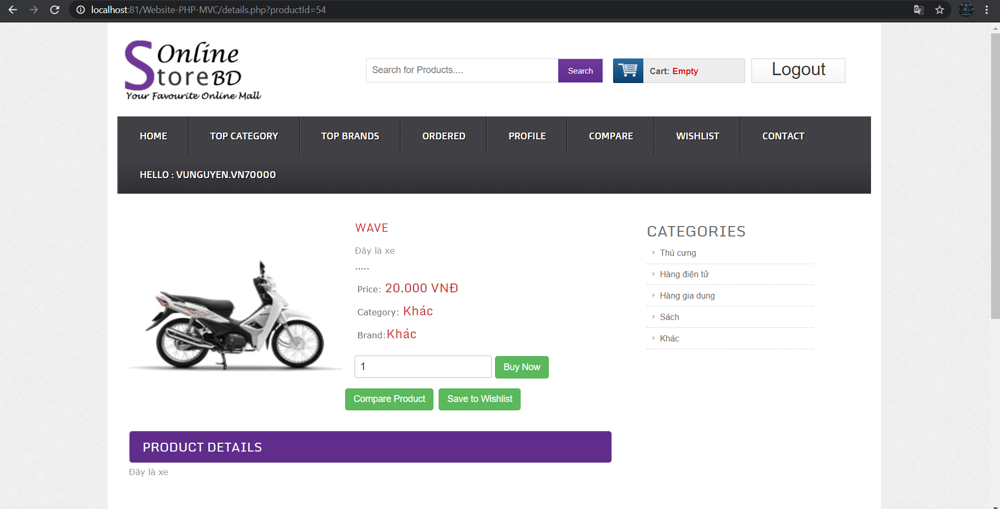 localhost:81/Website-PHP-MVC/details.php?productId=54
Online
Store BD
Your Favourite Online Mall
Search for Products....
Search
Cart: Empty
Logout
HOME
TOP CATEGORY
TOP BRANDS
ORDERED
PROFILE
COMPARE
WISHLIST
CONTACT
HELLO : VUNGUYEN.VN70000
WAVE
Đây là xe
.....
Price: 20.000 VNĐ
Category: Khác
Brand:Khác
1
Buy Now
Compare Product
Save to Wishlist
CATEGORIES
Thú cưng
Hàng điện tử
Hàng gia dụng
Sách
Khác
PRODUCT DETAILS
Đây là xe